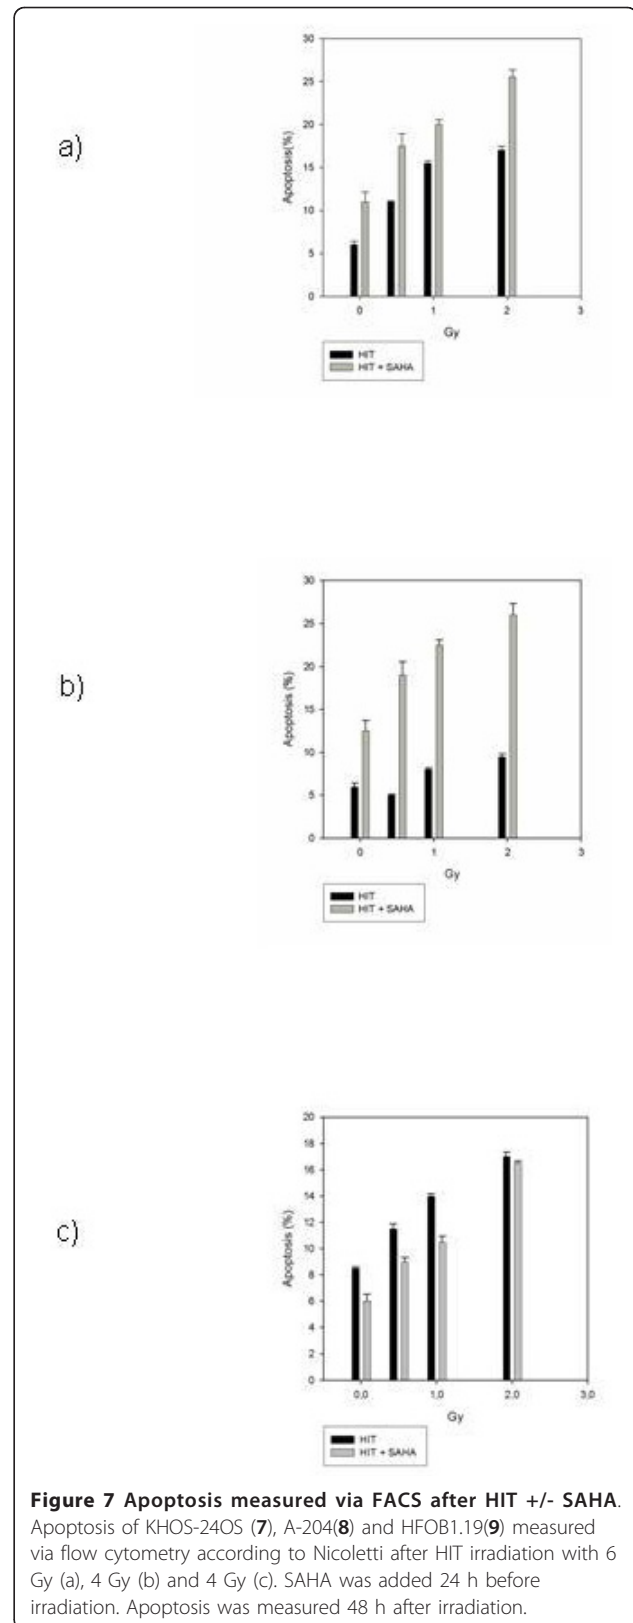 a)
30
25
20
15
10
5
0
Apoptosis(%)
0 1 2 3
Gy
HIT
HIT + SAHA
b)
30
25
20
15
10
5
0
Apoptosis (%)
0 1 2 3
Gy
HIT
HIT + SAHA
c)
20
18
16
14
12
10
8
6
4
2
0
Apoptosis (%)
0,0 1,0 2,0 3,0
Gy
HIT
HIT + SAHA
Figure 7 Apoptosis measured via FACS after HIT +/- SAHA.
Apoptosis of KHOS-24OS (7), A-204(8) and HFOB1.19(9) measured
via flow cytometry according to Nicoletti after HIT irradiation with 6
Gy (a), 4 Gy (b) and 4 Gy (c). SAHA was added 24 h before
irradiation. Apoptosis was measured 48 h after irradiation.